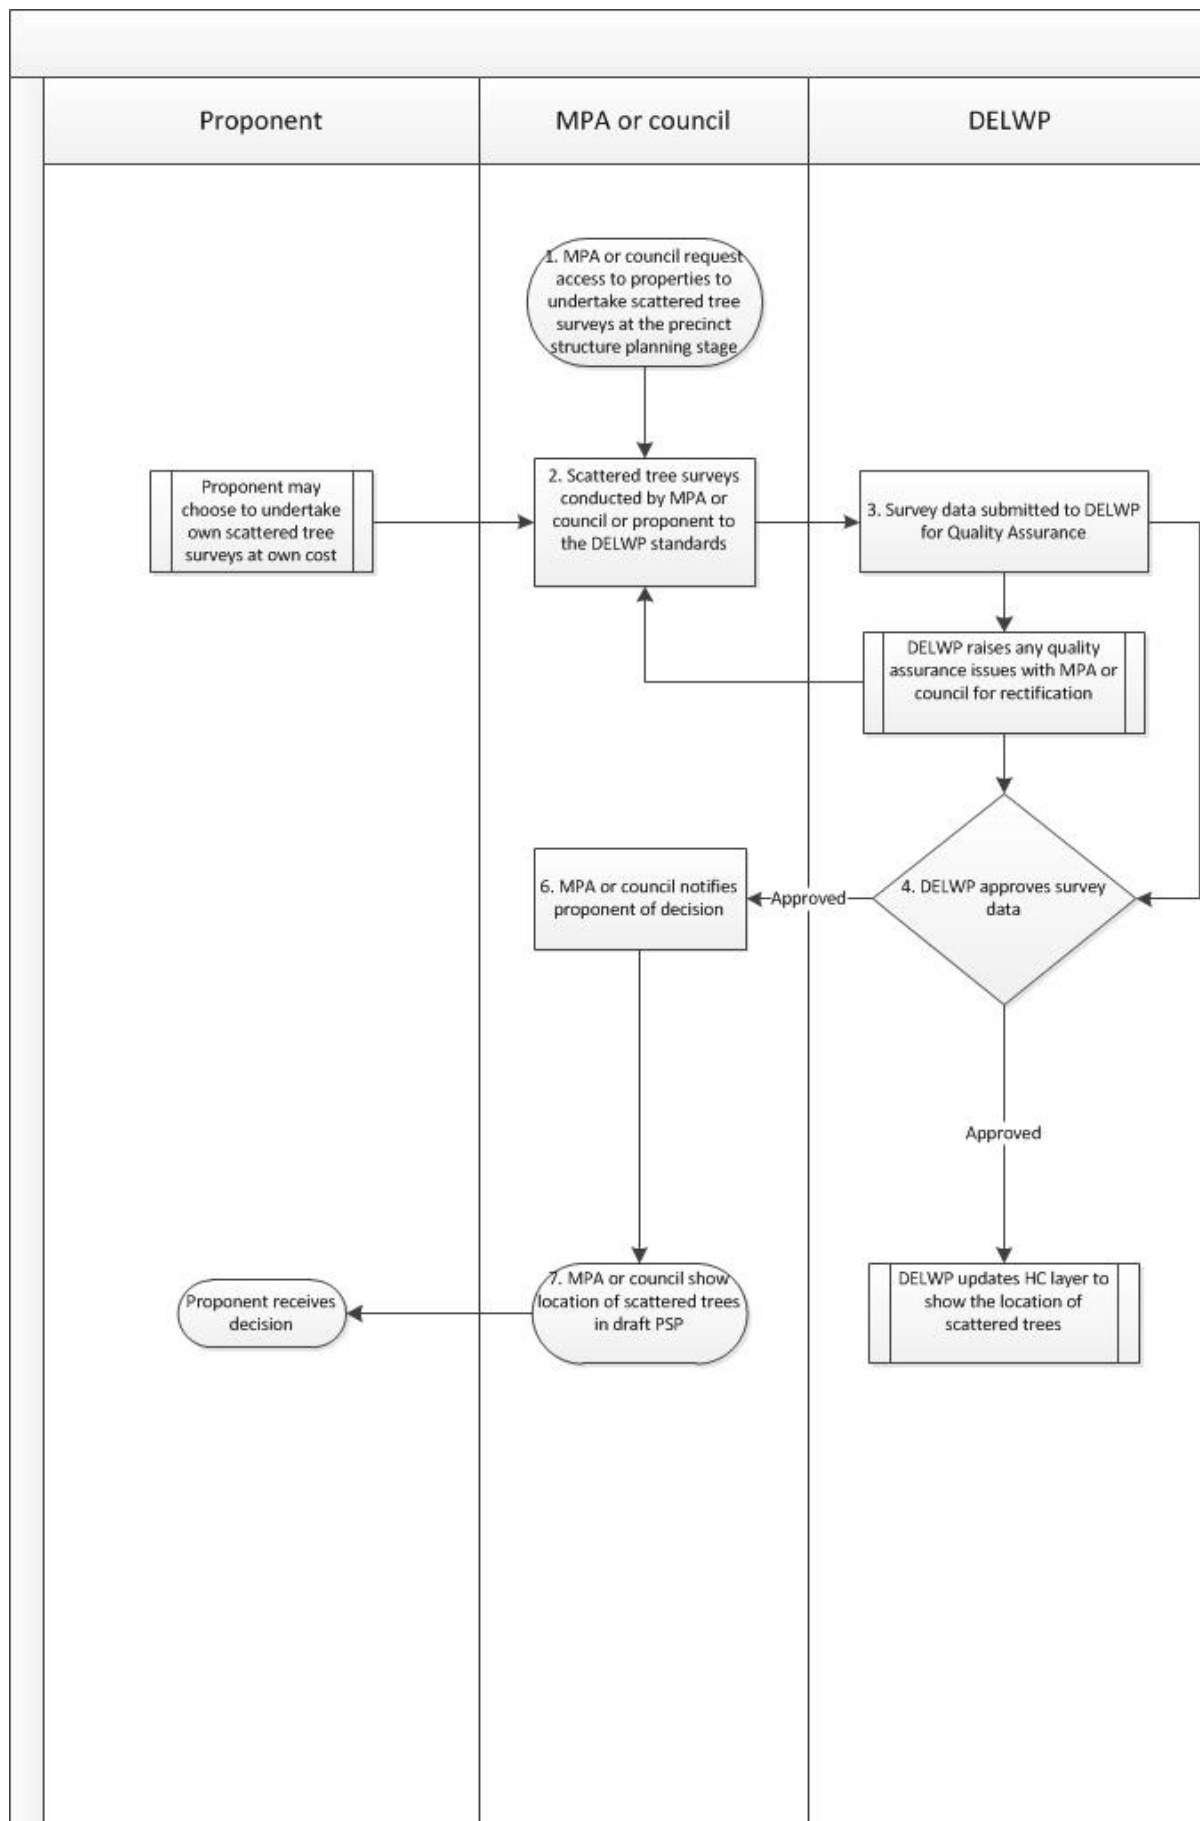 Proponent
MPA or council
DELWP
1. MPA or council request
access to properties to
undertake scattered tree
surveys at the precinct
structure planning stage
Proponent may
choose to undertake
own scattered tree
surveys at own cost
2. Scattered tree surveys
conducted by MPA or
council or proponent to
the DELWP standards
3. Survey data submitted to DELWP
for Quality Assurance
DELWP raises any quality
assurance issues with MPA or
council for rectification
6. MPA or council notifies
proponent of decision
Approved
4. DELWP approves survey
data
Approved
Proponent receives
decision
7. MPA or council show
location of scattered trees
in draft PSP
DELWP updates HC layer to
show the location of
scattered trees